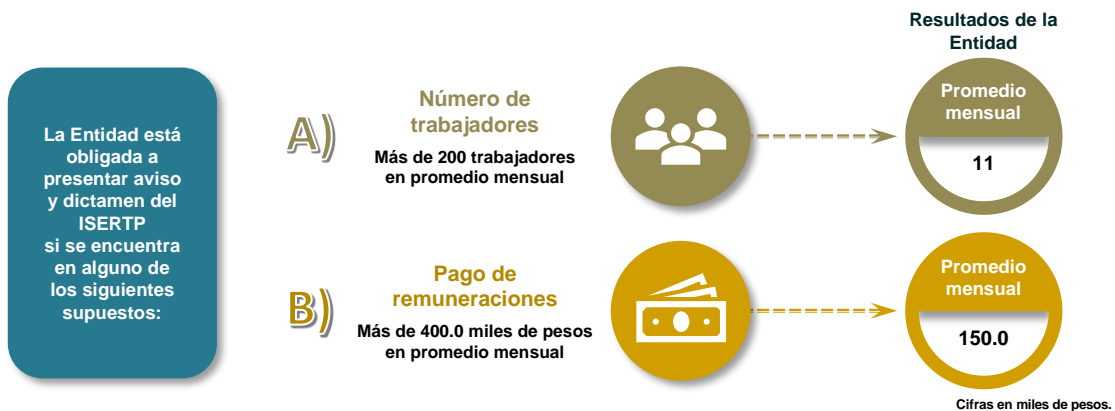 La Entidad está
obligada a
presentar aviso
y dictamen del
ISERTP
si se encuentra
en alguno de
los siguientes
supuestos:
A)
Número de
trabajadores
Más de 200 trabajadores
en promedio mensual
Resultados de la
Entidad
Promedio
mensual
11
B)
Pago de
remuneraciones
Más de 400.0 miles de pesos
en promedio mensual
Promedio
mensual
150.0
Cifras en miles de pesos.